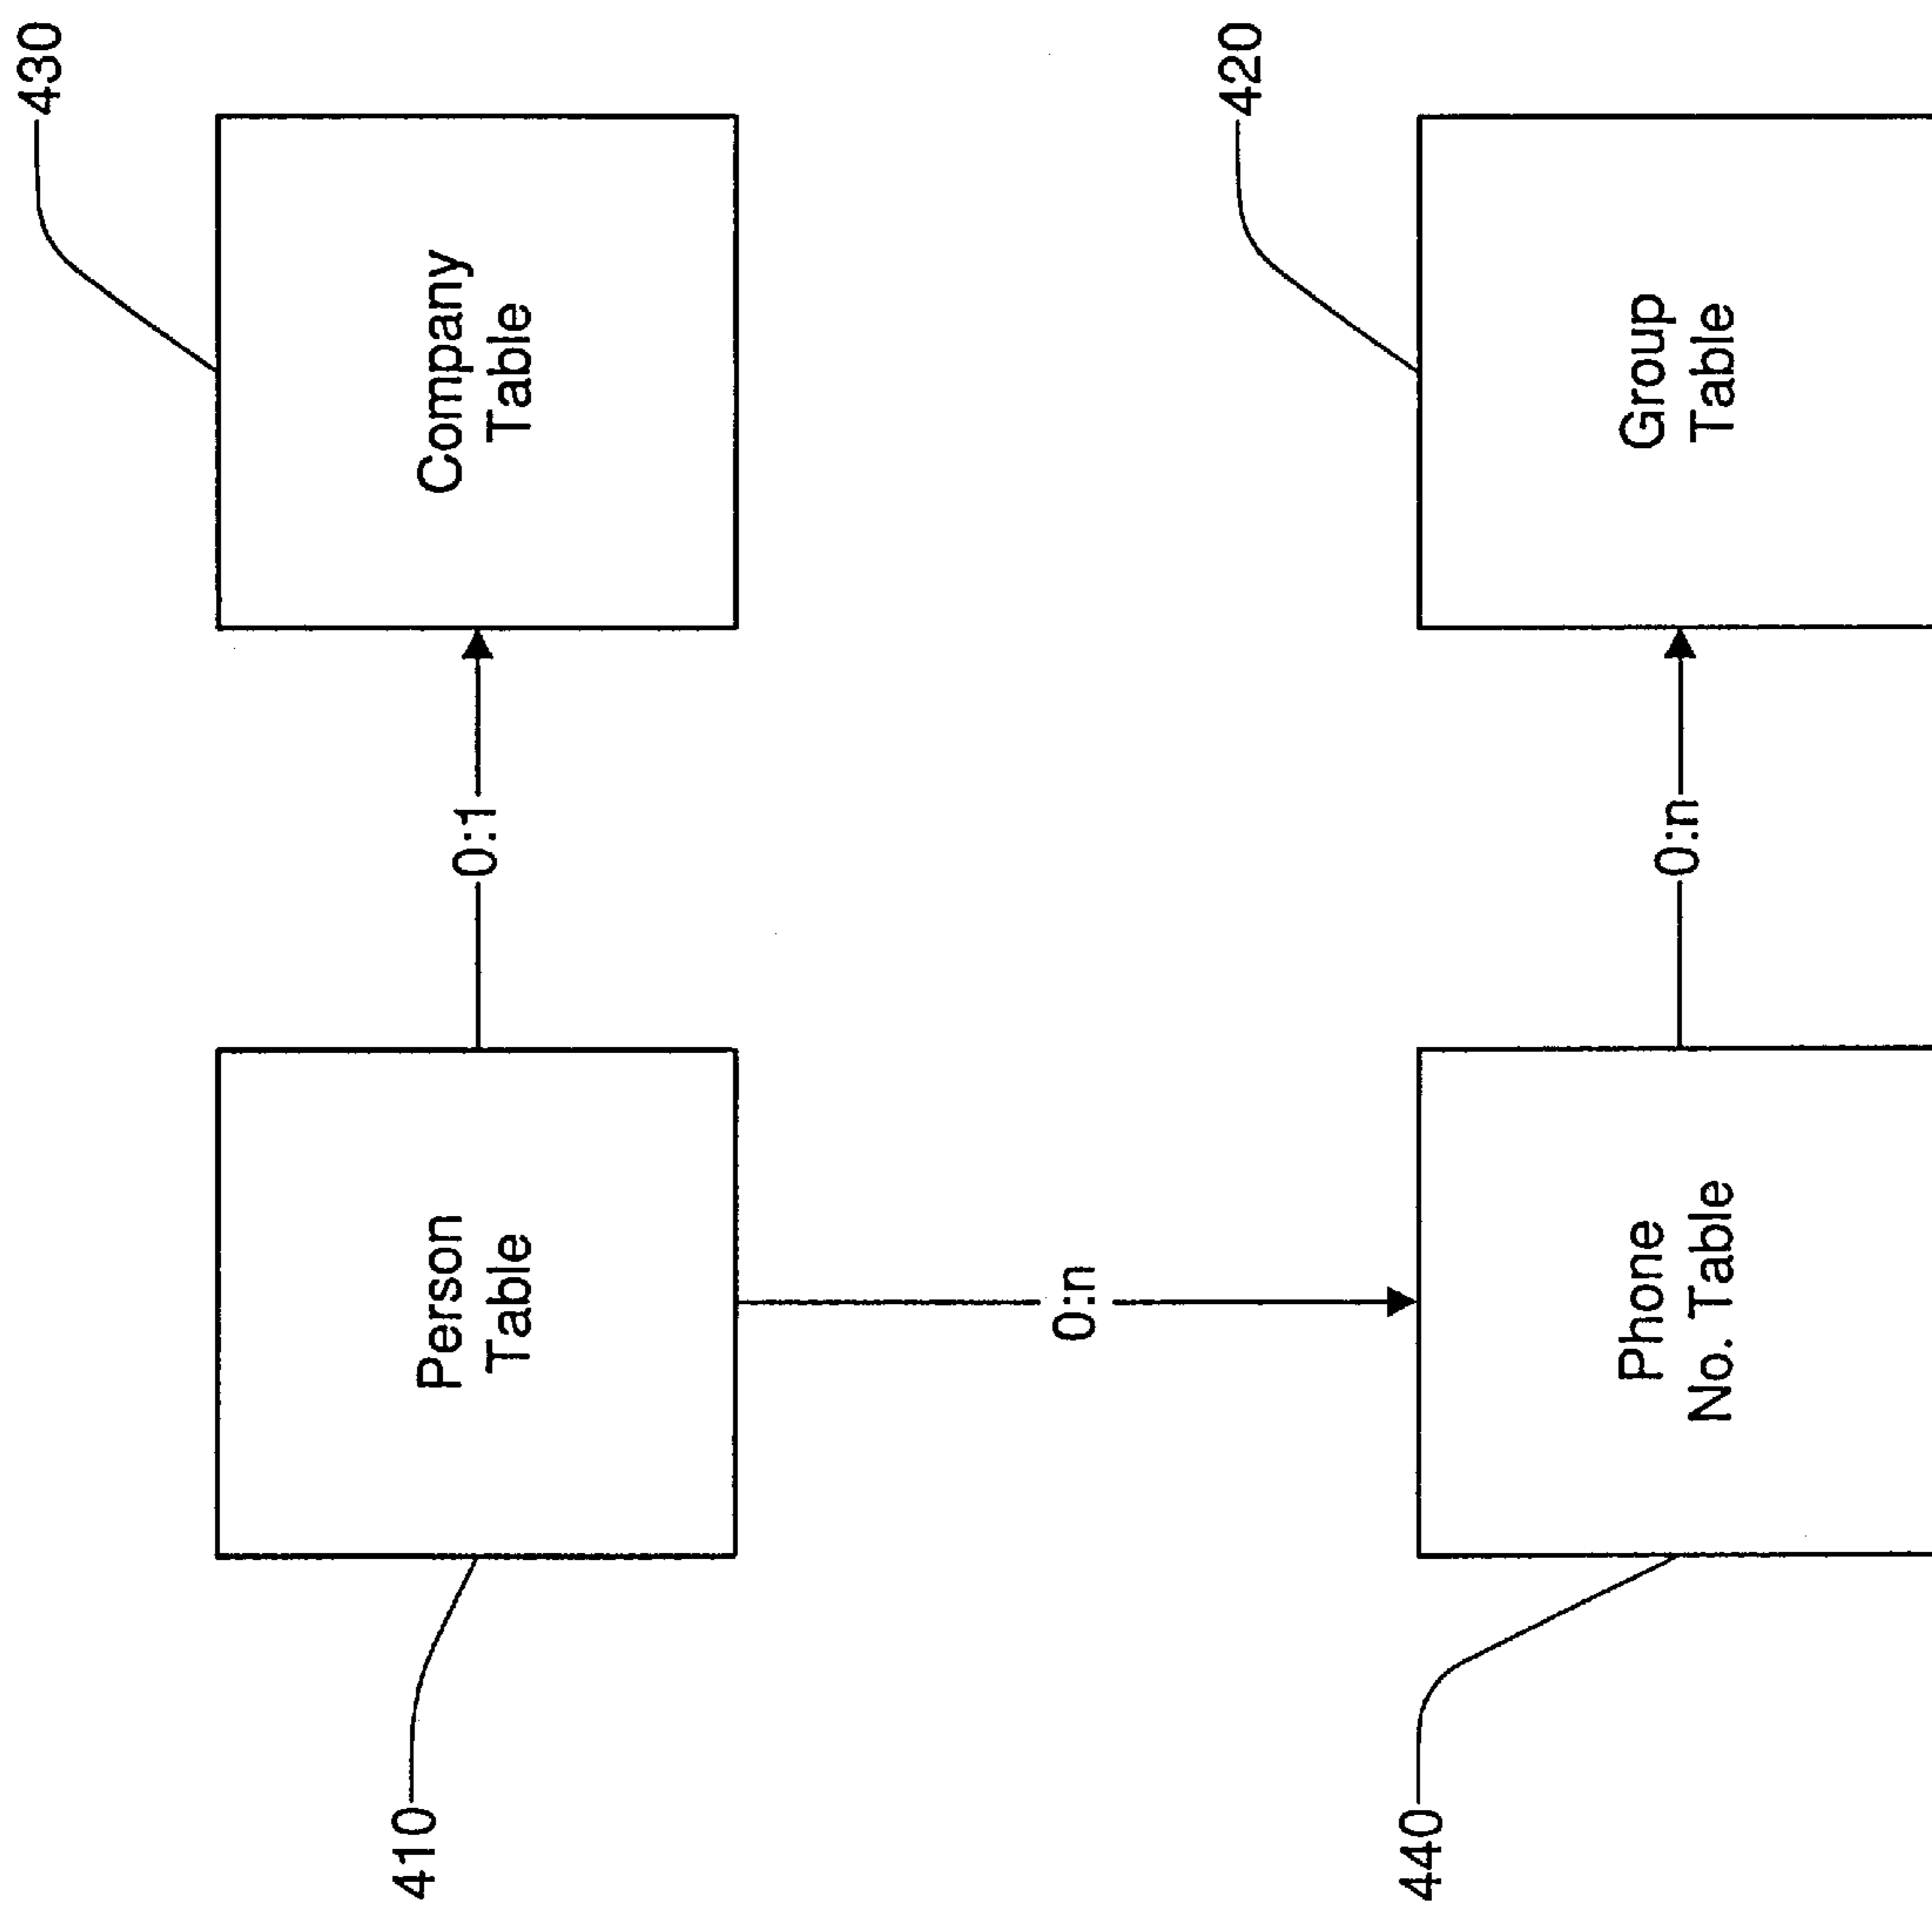 410
Person
Table
0:1
Company
Table
430
0:n
440
Phone
No. Table
0:n
Group
Table
420